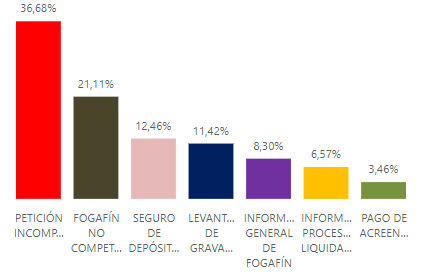 36,68%
21,11%
12,46%
11,42%
8,30%
6,57%
3,46%
PETICIÓN
INCOMP...
FOGAFÍN
NO
COMPET...
SEGURO
DE
DEPÓSIT...
LEVANT...
DE
GRAVA...
INFORM...
GENERAL
DE
FOGAFÍN
INFORM...
PROCES...
LIQUIDA...
PAGO DE
ACREEN...